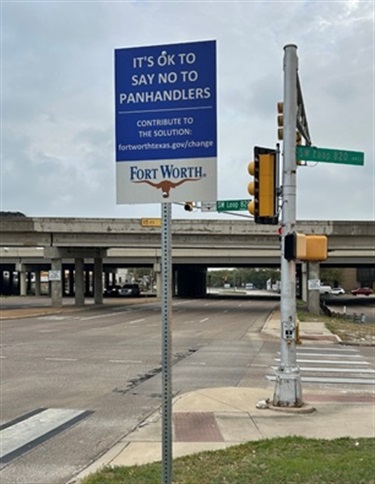 IT'S OK TO
SAY NO TO
PANHANDLERS
CONTRIBUTE TO
THE SOLUTION:
fortworthtexas.gov/change
FORT WORTH
SW Loop 820
SW Loop 820